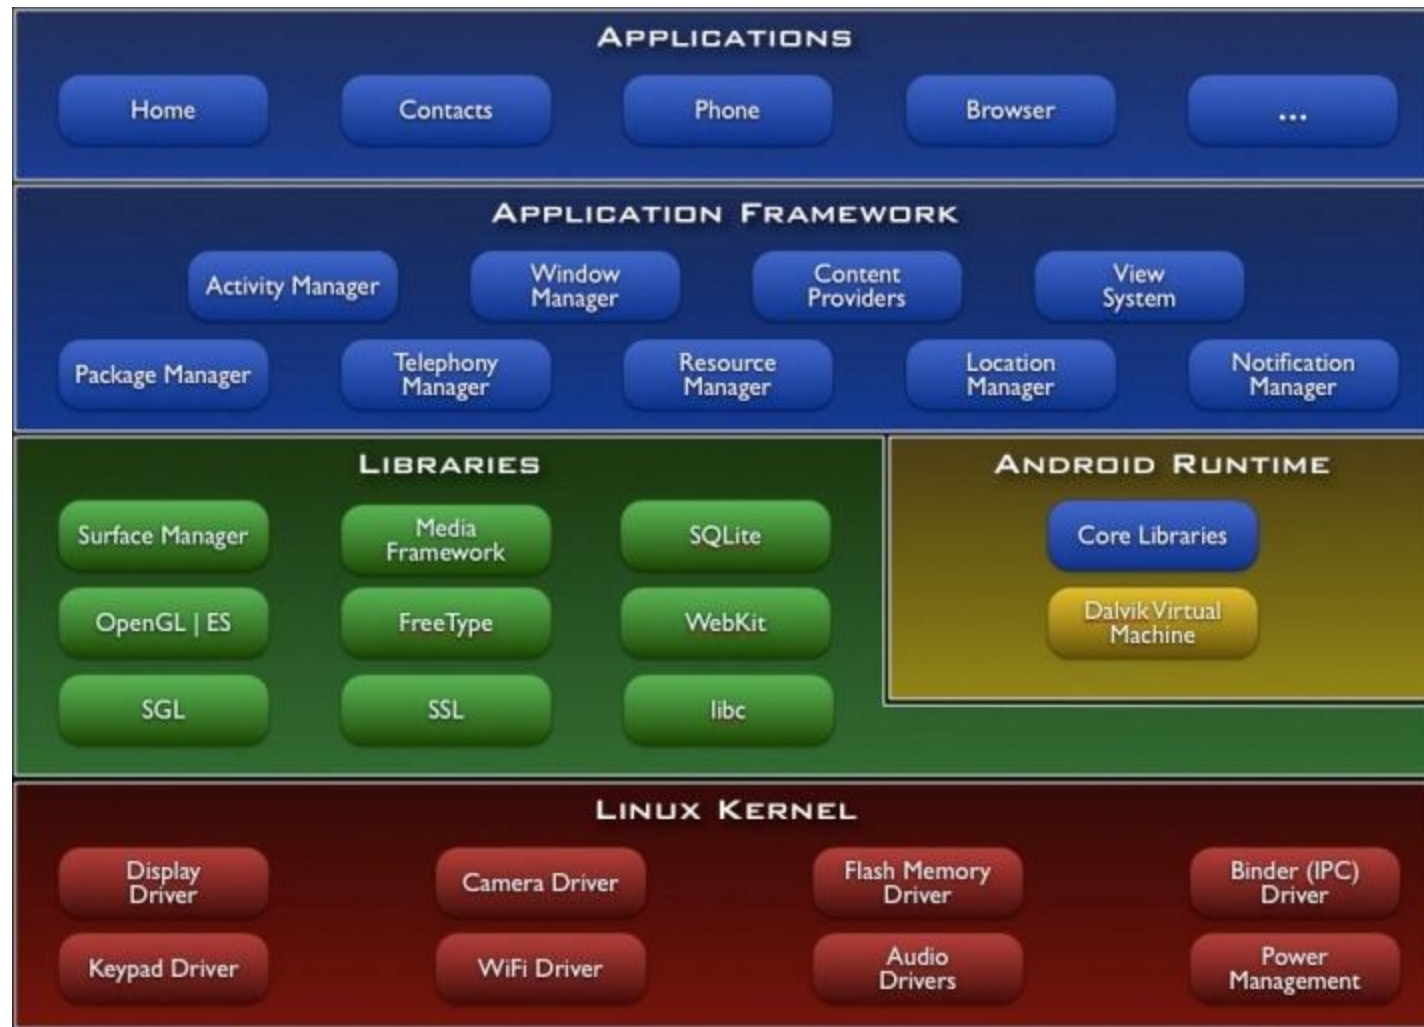 APPLICATIONS
Home
Contacts
Phone
Browser
...
APPLICATION FRAMEWORK
Activity Manager
Window
Manager
Content
Providers
View
System
Package Manager
Telephony
Manager
Resource
Manager
Location
Manager
Notification
Manager
LIBRARIES
Surface Manager
Media
Framework
SQLite
OpenGL | ES
FreeType
WebKit
SGL
SSL
libc
ANDROID RUNTIME
Core Libraries
Dalvik Virtual
Machine
LINUX KERNEL
Display
Driver
Camera Driver
Flash Memory
Driver
Binder (IPC)
Driver
Keypad Driver
WiFi Driver
Audio
Drivers
Power
Management